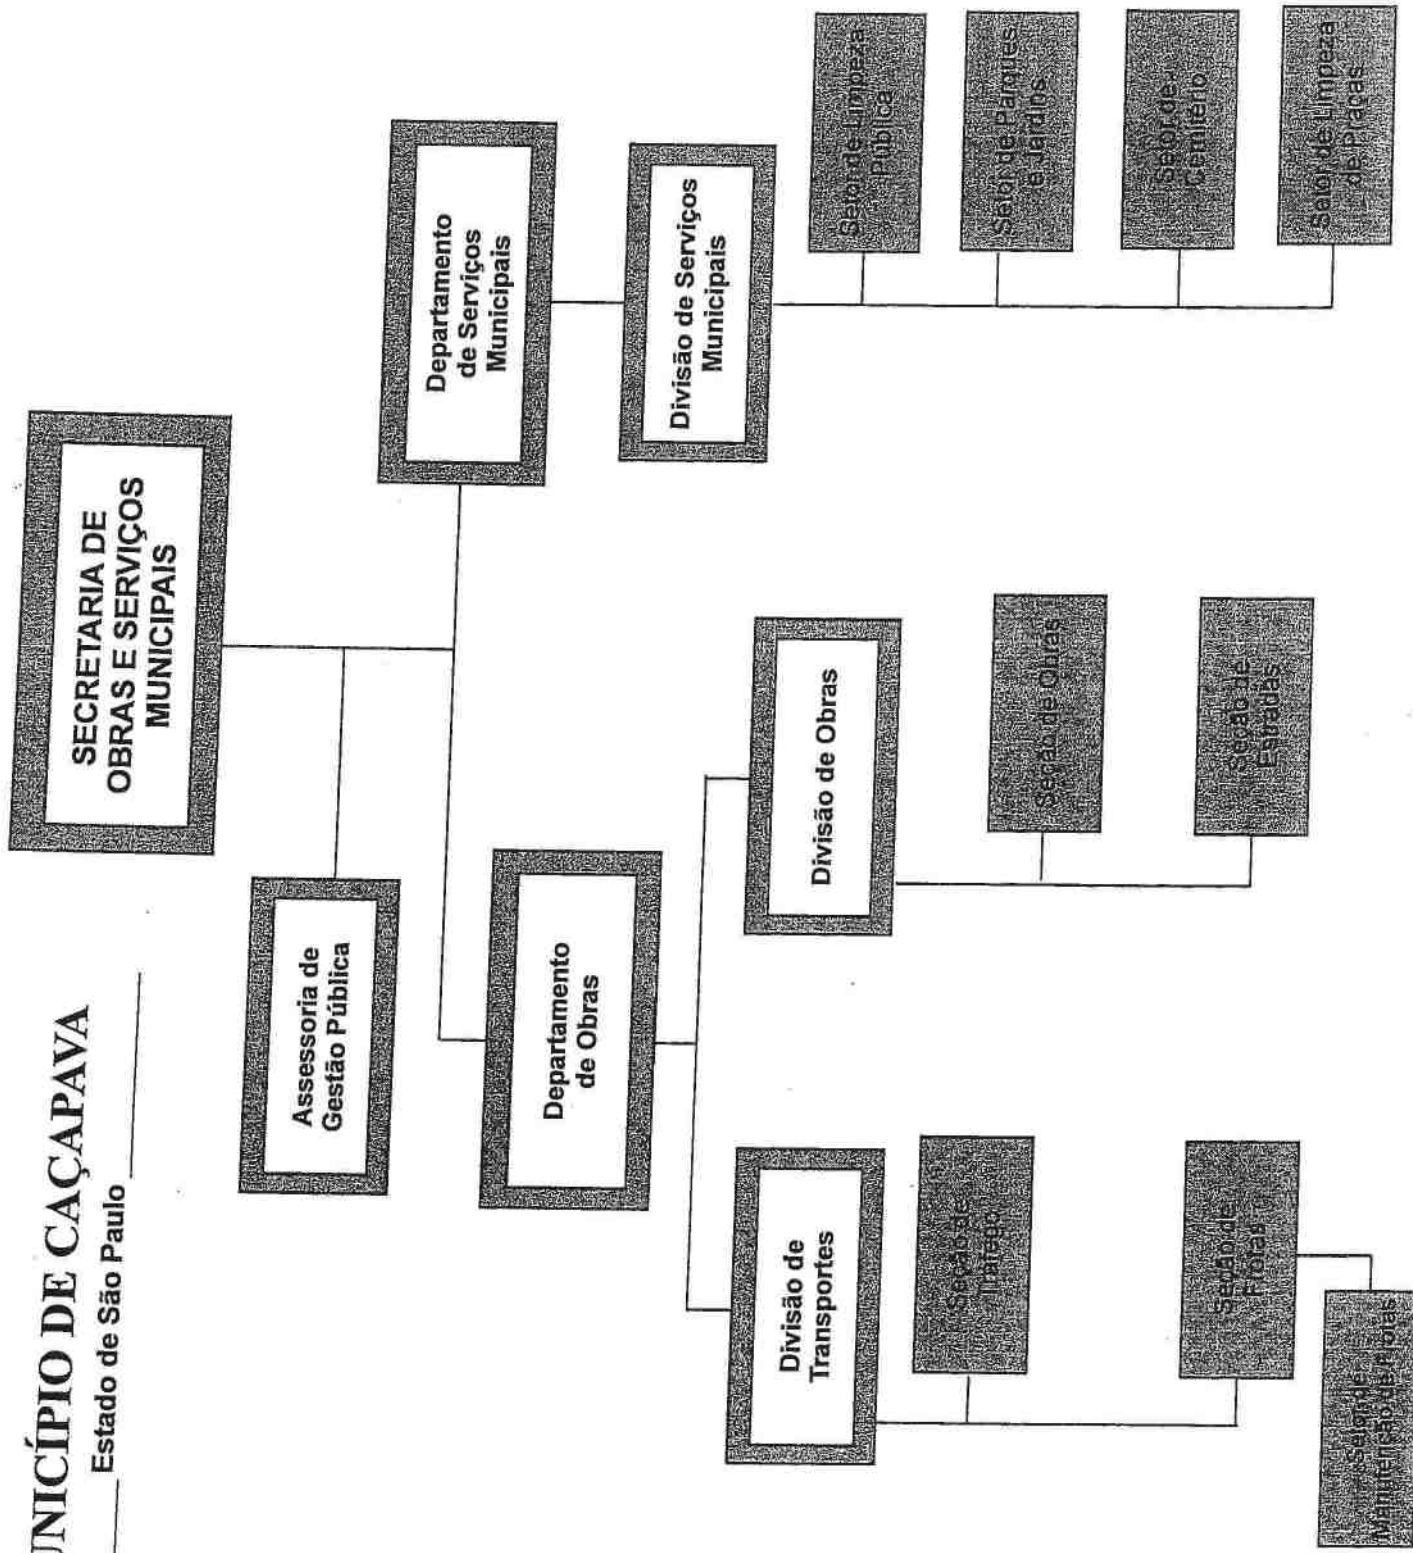 UNICÍPIO DE CAÇAPAVA
Estado de São Paulo
SECRETARIA DE
OBRAS E SERVIÇOS
MUNICIPAIS
Assessoria de
Gestão Pública
Departamento
de Obras
Departamento
de Serviços
Municipais
Divisão de
Transportes
Divisão de Obras
Divisão de Serviços
Municipais
Seção de
Tráfego
Seção de
Frotas
Setor de
Manutenção de Frotas
Seção de Obras
Seção de
Estradas
Setor de Limpeza
Pública
Setor de Parques
e Jardins
Setor de
Cemitério
Setor de Limpeza
de Praças